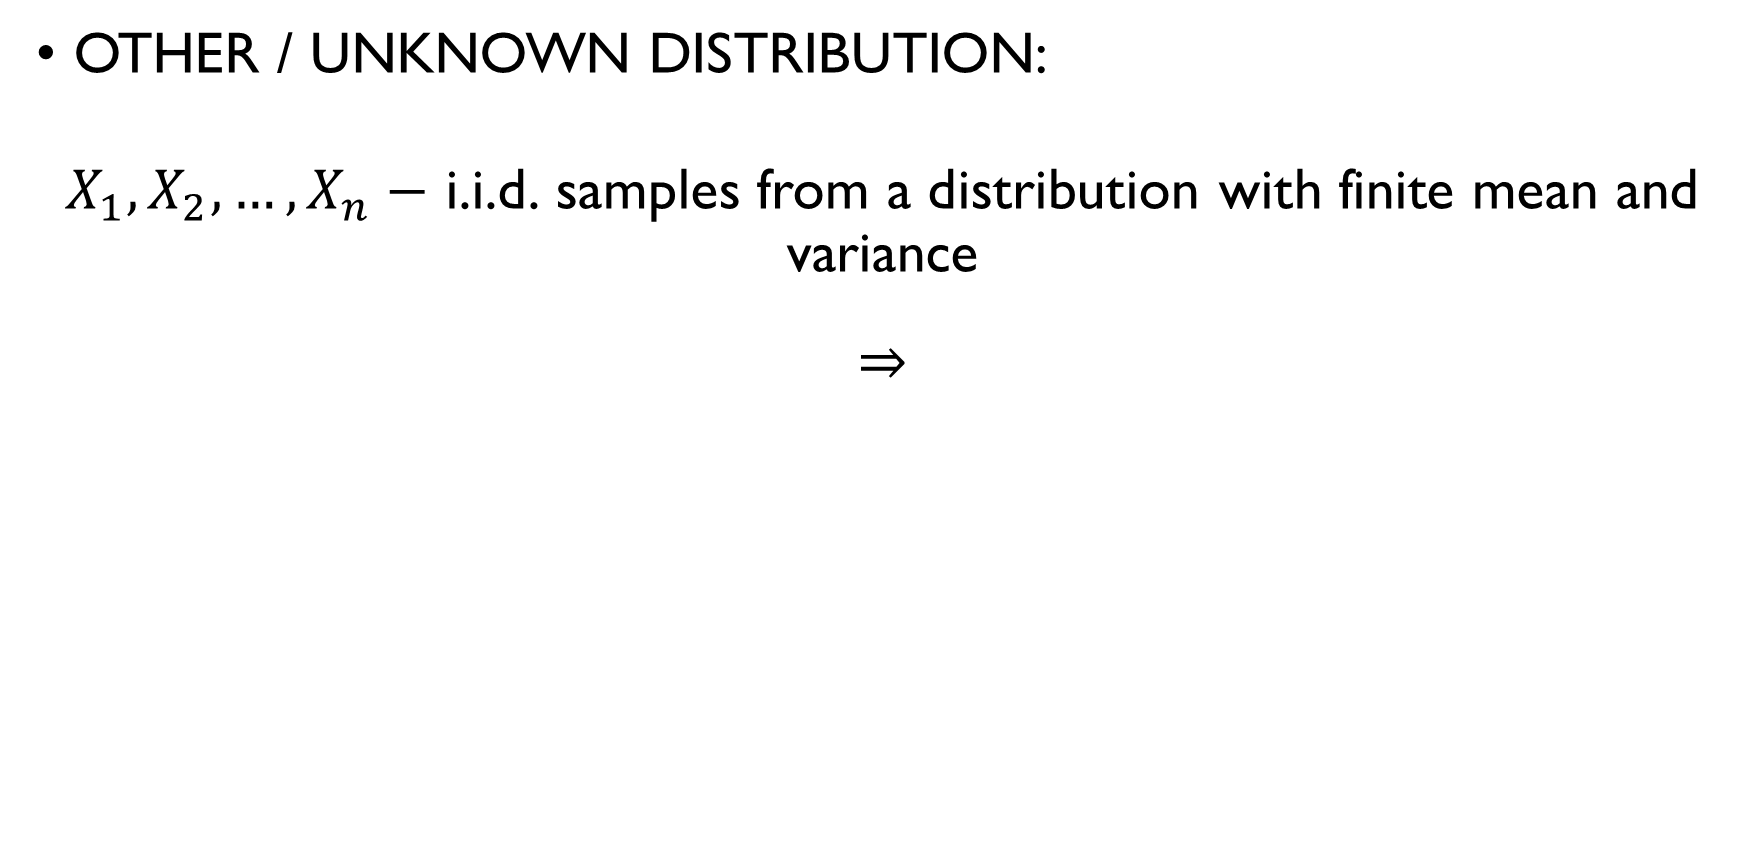 • OTHER / UNKNOWN DISTRIBUTION:
X₁, X₂, … , Xₙ − i.i.d. samples from a distribution with finite mean and
variance
⇒